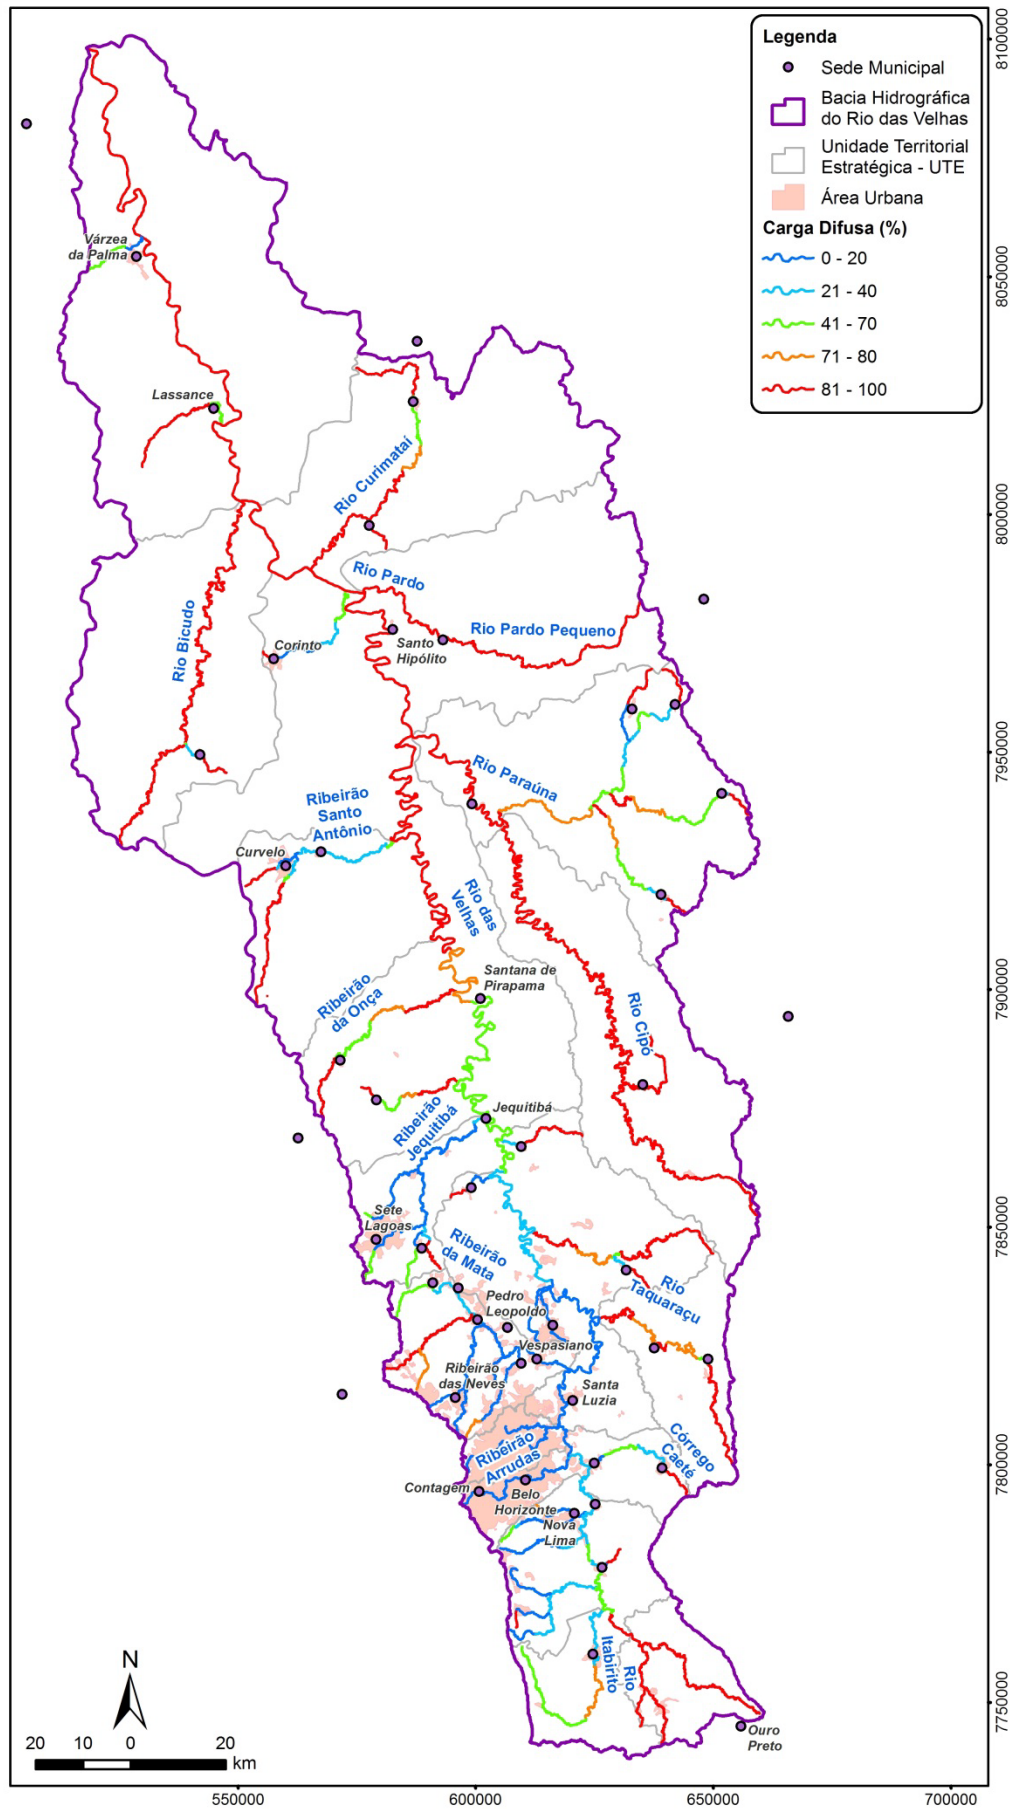 Legenda
Sede Municipal
Bacia Hidrográfica
do Rio das Velhas
Unidade Territorial
Estratégica - UTE
Área Urbana
Carga Difusa (%)
0 - 20
21 - 40
41 - 70
71 - 80
81 - 100
Várzea
da Palma
Lassance
Rio Curimataí
Rio Pardo
Rio Pardo Pequeno
Santo
Hipólito
Corinto
Rio Bicudo
Rio Paraúna
Ribeirão
Santo
Antônio
Curvelo
Rio das
Velhas
Santana de
Pirapama
Ribeirão
da Onça
Rio Cipó
Jequitibá
Ribeirão
Jequitibá
Sete
Lagoas
Ribeirão
da Mata
Rio
Taquaraçu
Pedro
Leopoldo
Vespasiano
Ribeirão
das Neves
Santa
Luzia
Ribeirão
Arrudas
Córrego
Caeté
Contagem
Belo
Horizonte
Nova
Lima
Rio
Itabirito
Ouro
Preto
N
20 10 0 20
km
550000 600000 650000 700000
8100000
8050000
8000000
7950000
7900000
7850000
7800000
7750000